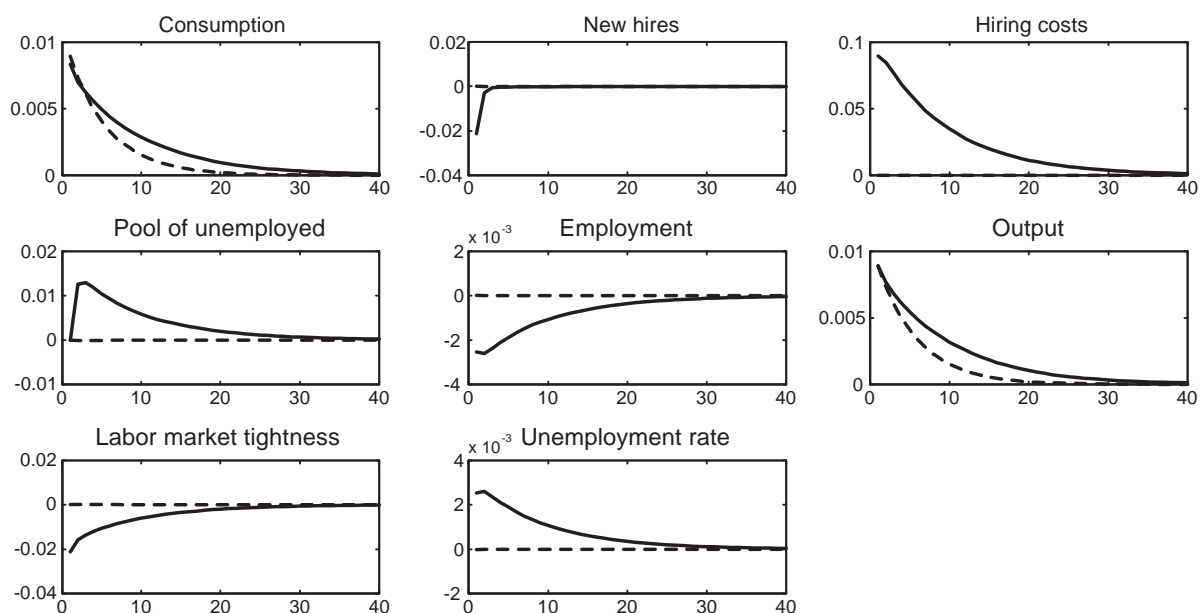 Consumption
0.01
0.005
0
0 10 20 30 40
New hires
0.02
0
-0.02
-0.04
0 10 20 30 40
Hiring costs
0.1
0.05
0
0 10 20 30 40
Pool of unemployed
0.02
0.01
0
-0.01
0 10 20 30 40
Employment
x 10⁻³
2
0
-2
-4
0 10 20 30 40
Output
0.01
0.005
0
0 10 20 30 40
Labor market tightness
0.02
0
-0.02
-0.04
0 10 20 30 40
Unemployment rate
x 10⁻³
4
2
0
-2
0 10 20 30 40